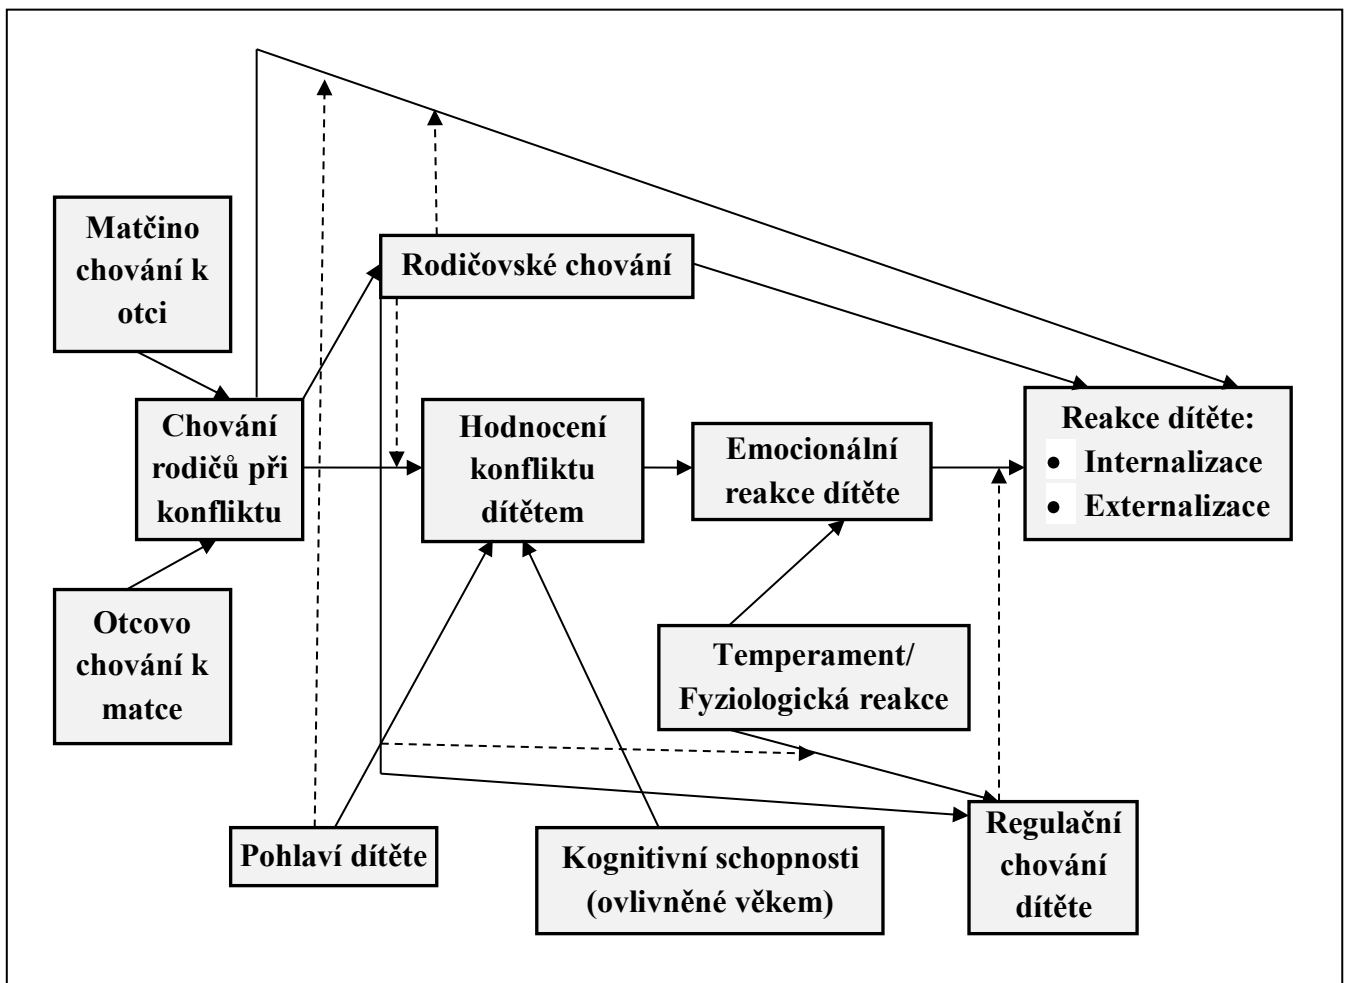 Matčino
chování k
otci
Rodičovské chování
Chování
rodičů při
konfliktu
Hodnocení
konfliktu
dítětem
Emocionální
reakce dítěte
Reakce dítěte:
● Internalizace
● Externalizace
Otcovo
chování k
matce
Temperament/
Fyziologická reakce
Pohlaví dítěte
Kognitivní schopnosti
(ovlivněné věkem)
Regulační
chování
dítěte